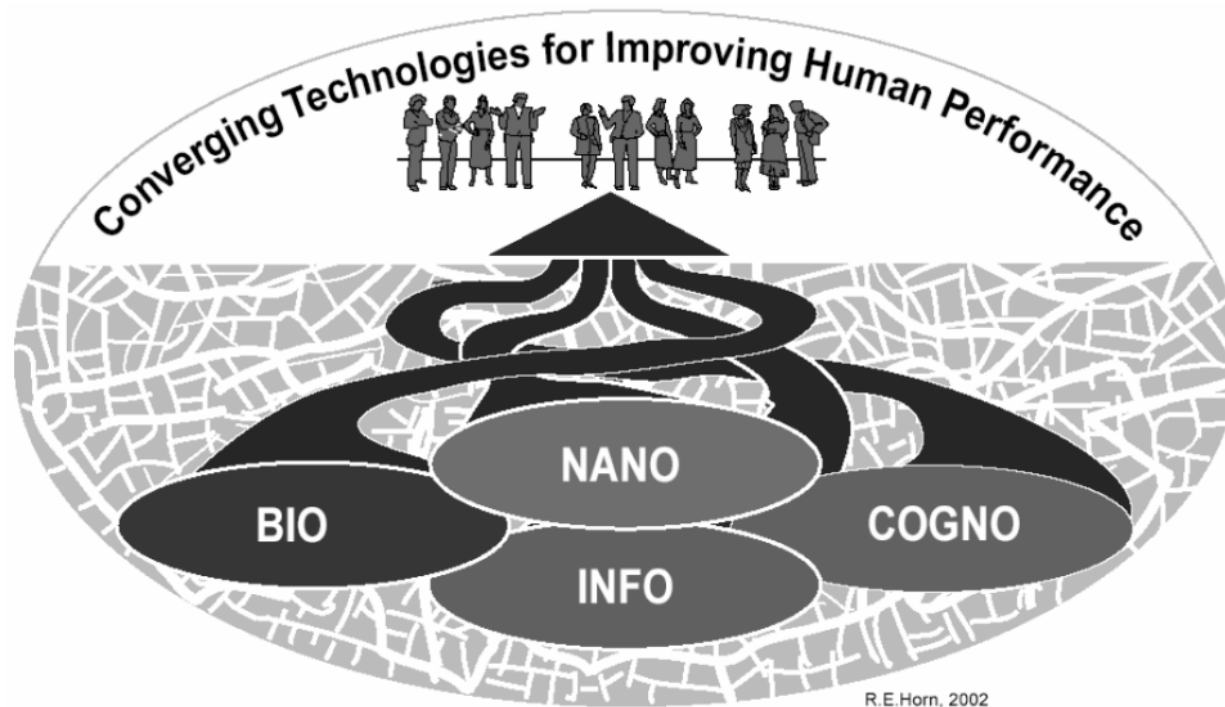 Converging Technologies for Improving Human Performance
NANO
BIO
COGNO
INFO
R.E.Horn, 2002